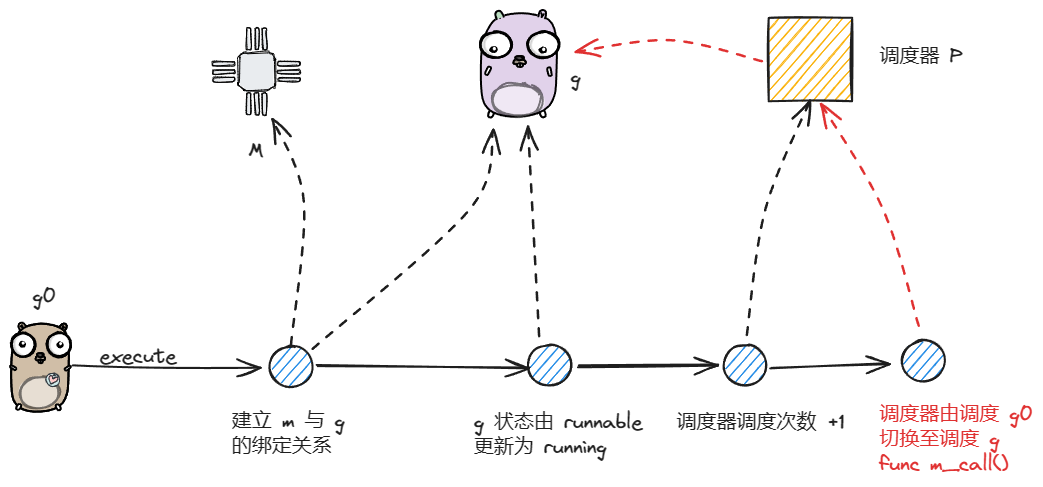 调度器 P
g
M
g0
execute
建立 m 与 g
的绑定关系
g 状态由 runnable
更新为 running
调度器调度次数 +1
调度器由调度 g0
切换至调度 g
func m_call()